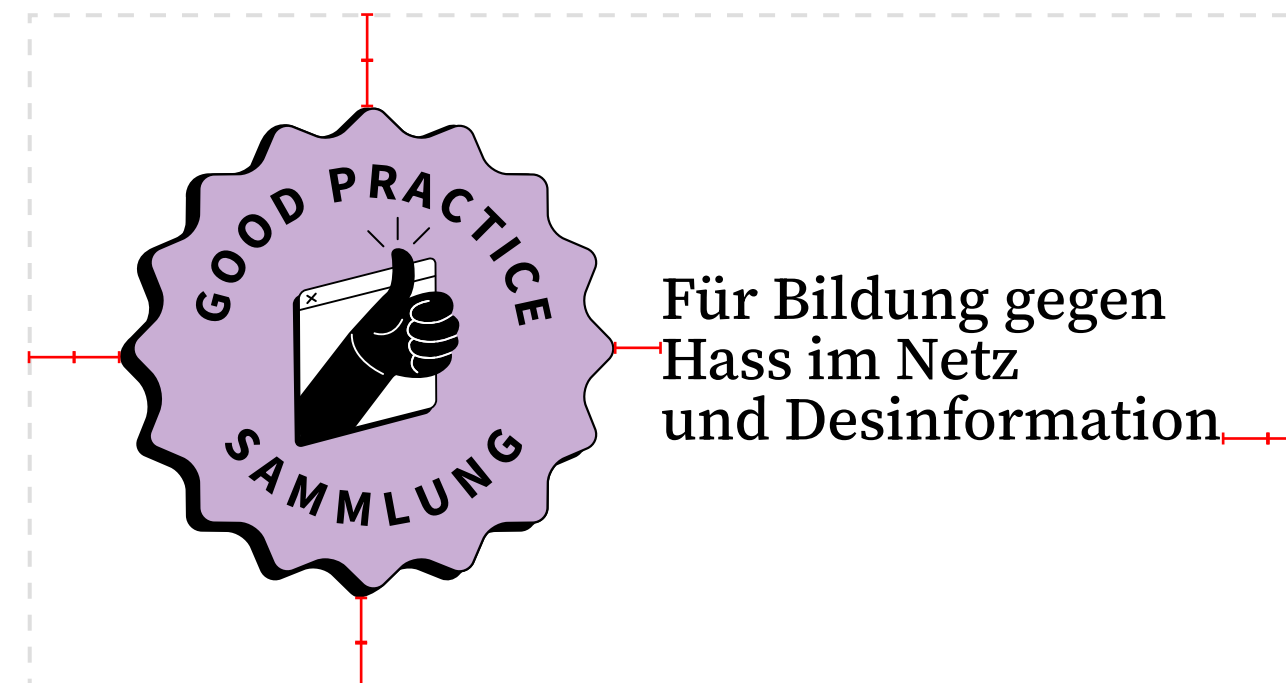 GOOD PRACTICE
SAMMLUNG
Für Bildung gegen
Hass im Netz
und Desinformation